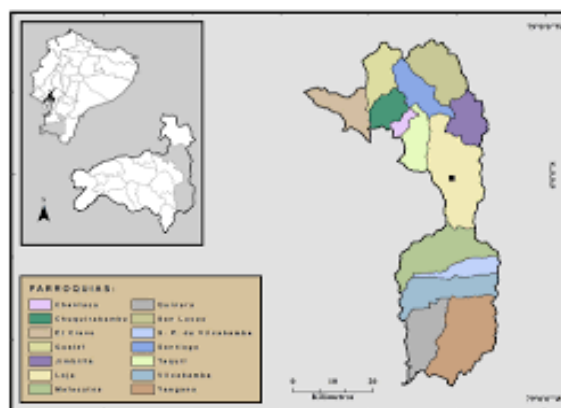 PARROQUIAS:
Chantaco
Chuquiribamba
El Cisne
Gualel
Jimbilla
Loja
Malacatos
Quinara
San Lucas
S. P. de Vilcabamba
Santiago
Taquil
Vilcabamba
Yangana
0 10 20
Kilometros